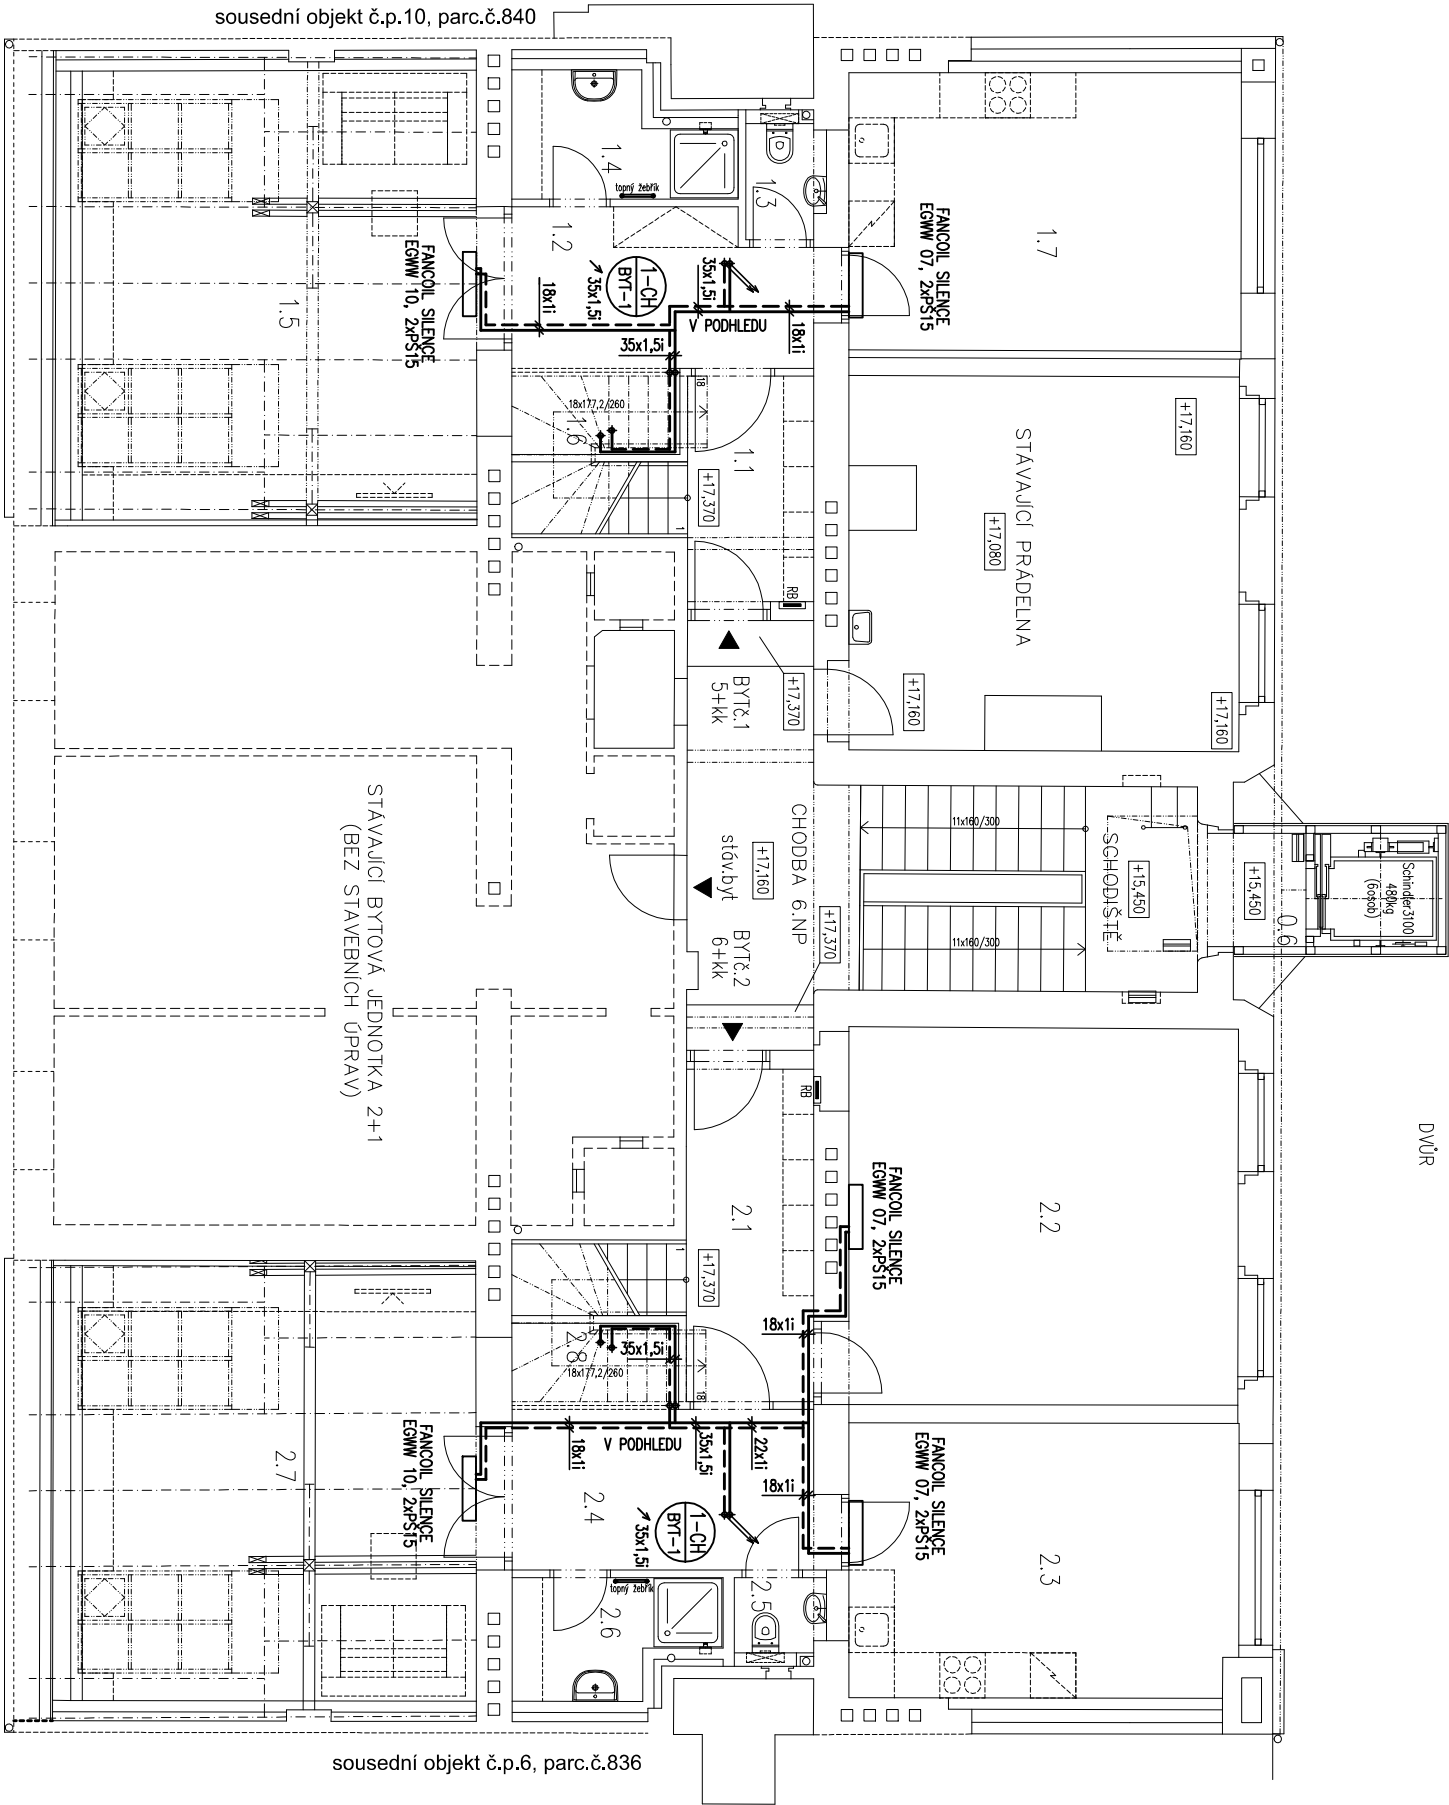 sousední objekt č.p.10, parc.č.840
1.4
topný žebřík
1.3
1.2
1.7
FANCOIL SILENCE
EGWW 07, 2xPS15
FANCOIL SILENCE
EGWW 10, 2xPS15
1.5
1-CH
BYT-1
35x1,5i
35x1,5i
18x1i
V PODHLEDU
18x1i
35x1,5i
18
18x177,2/260
1.6
1.1
1
+17,370
RB
+17,160
+17,080
STÁVAJÍCÍ PRÁDELNA
+17,160
+17,160
+17,370
BYTč.1
5+kk
STÁVAJÍCÍ BYTOVÁ JEDNOTKA 2+1
(BEZ STAVEBNÍCH ÚPRAV)
CHODBA 6.NP
+17,160
stáv.byt
BYTč.2
6+kk
+17,370
11x160/300
11x160/300
SCHODIŠTĚ
+15,450
+15,450
0.6
Schindler3100
480kg
(6osob)
DVŮR
RB
2.1
2.2
FANCOIL SILENCE
EGWW 07, 2xPS15
1
+17,370
18x1i
2.8
35x1,5i
18x177,2/260
18
FANCOIL SILENCE
EGWW 10, 2xPS15
2.7
18x1i
V PODHLEDU
35x1,5i
22x1i
18x1i
FANCOIL SILENCE
EGWW 07, 2xPS15
2.4
1-CH
BYT-1
35x1,5i
2.3
topný žebřík
2.6
2.5
sousední objekt č.p.6, parc.č.836